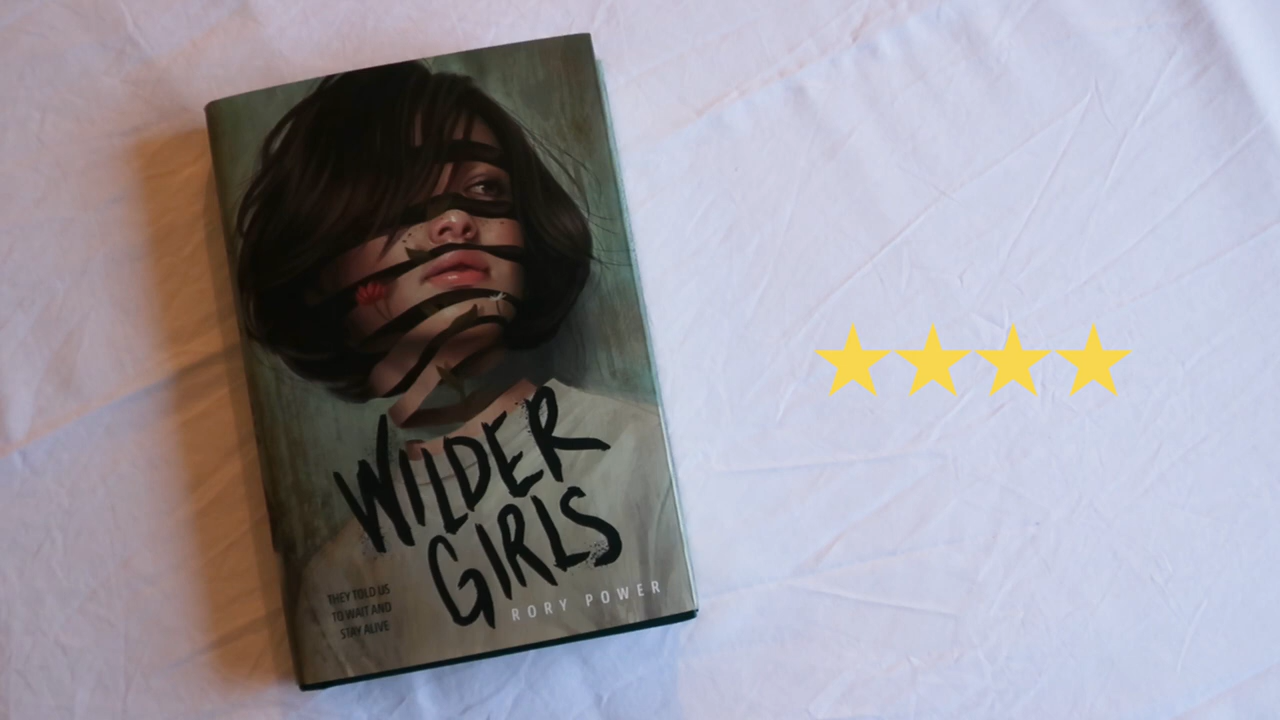 WILDER
GIRLS
THEY TOLD US
TO WAIT AND
STAY ALIVE
RORY POWER